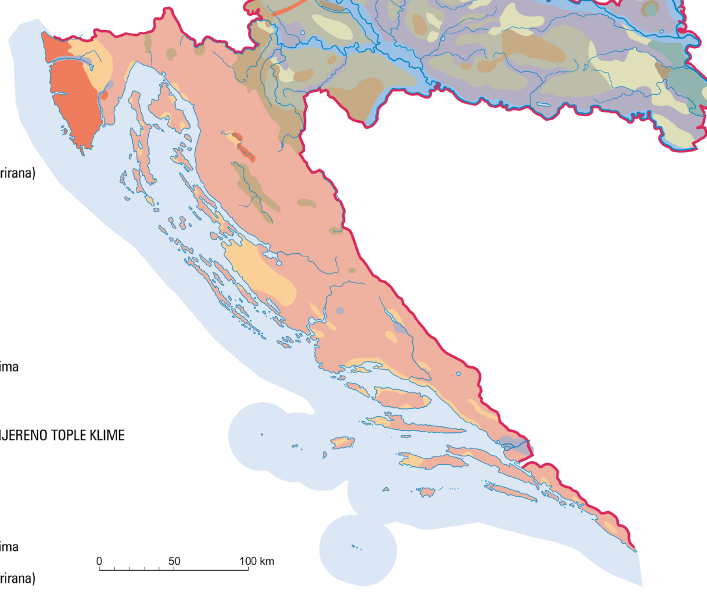 rirana)
ima
JERENO TOPLE KLIME
ima
0 50 100 km
rirana)